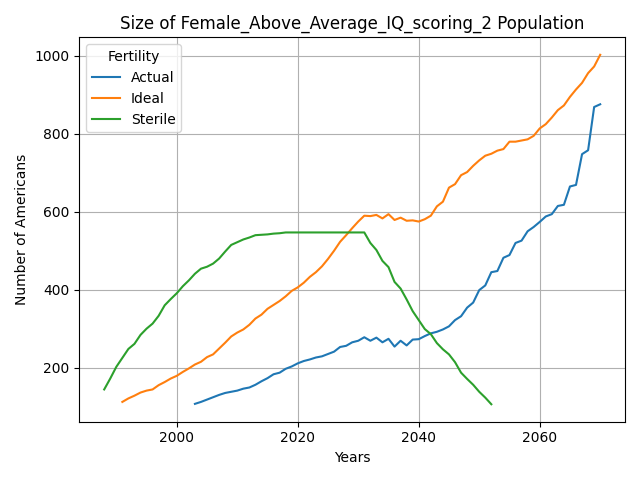 Size of Female_Above_Average_IQ_scoring_2 Population
Fertility
Actual
Ideal
Sterile
Number of Americans
1000
800
600
400
200
2000
2020
2040
2060
Years